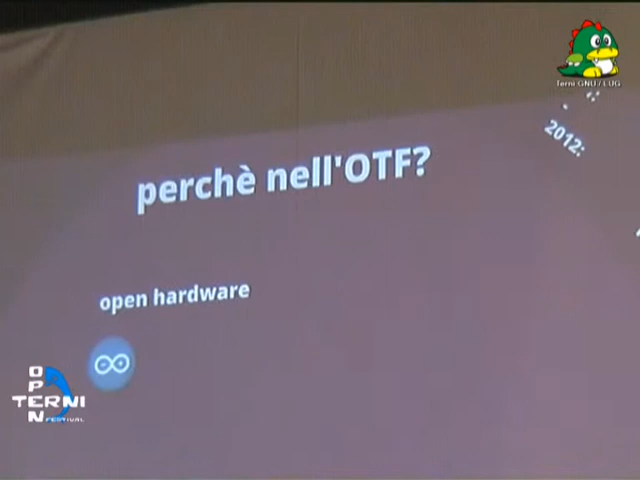 Terni GNU/LUG
2012:
perchè nell'OTF?
open hardware
OPEN
TERNI
FESTIVAL